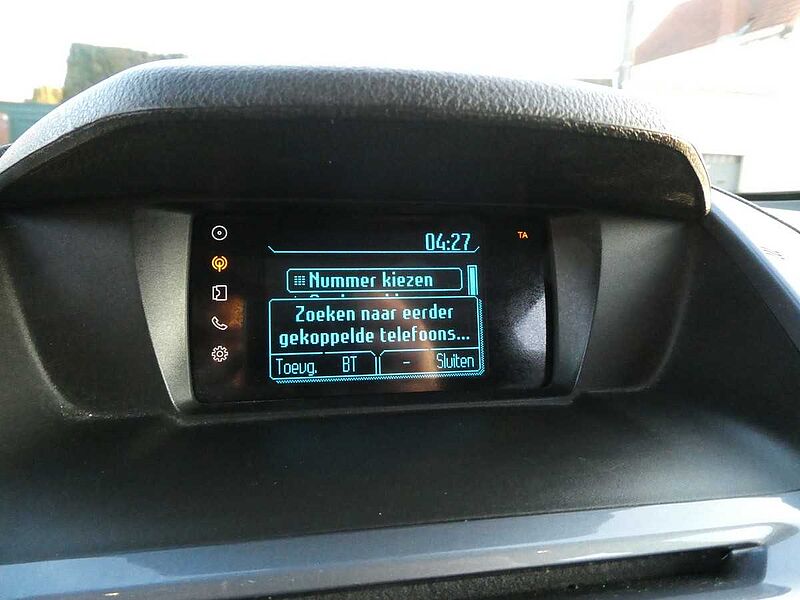 04:27
TA
Nummer kiezen
Zoeken naar eerder
gekoppelde telefoons...
Toevg. BT - Sluiten